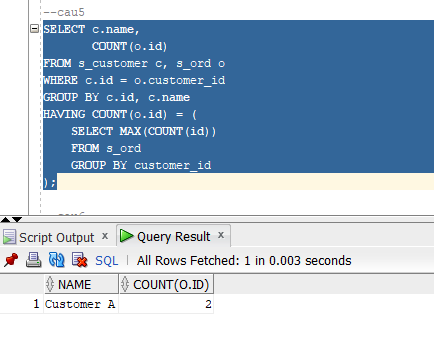 --cau5
SELECT c.name,
COUNT(o.id)
FROM s_customer c, s_ord o
WHERE c.id = o.customer_id
GROUP BY c.id, c.name
HAVING COUNT(o.id) = (
SELECT MAX(COUNT(id))
FROM s_ord
GROUP BY customer_id
);
Script Output x Query Result x
SQL | All Rows Fetched: 1 in 0.003 seconds
NAME COUNT(O.ID)
1 Customer A 2